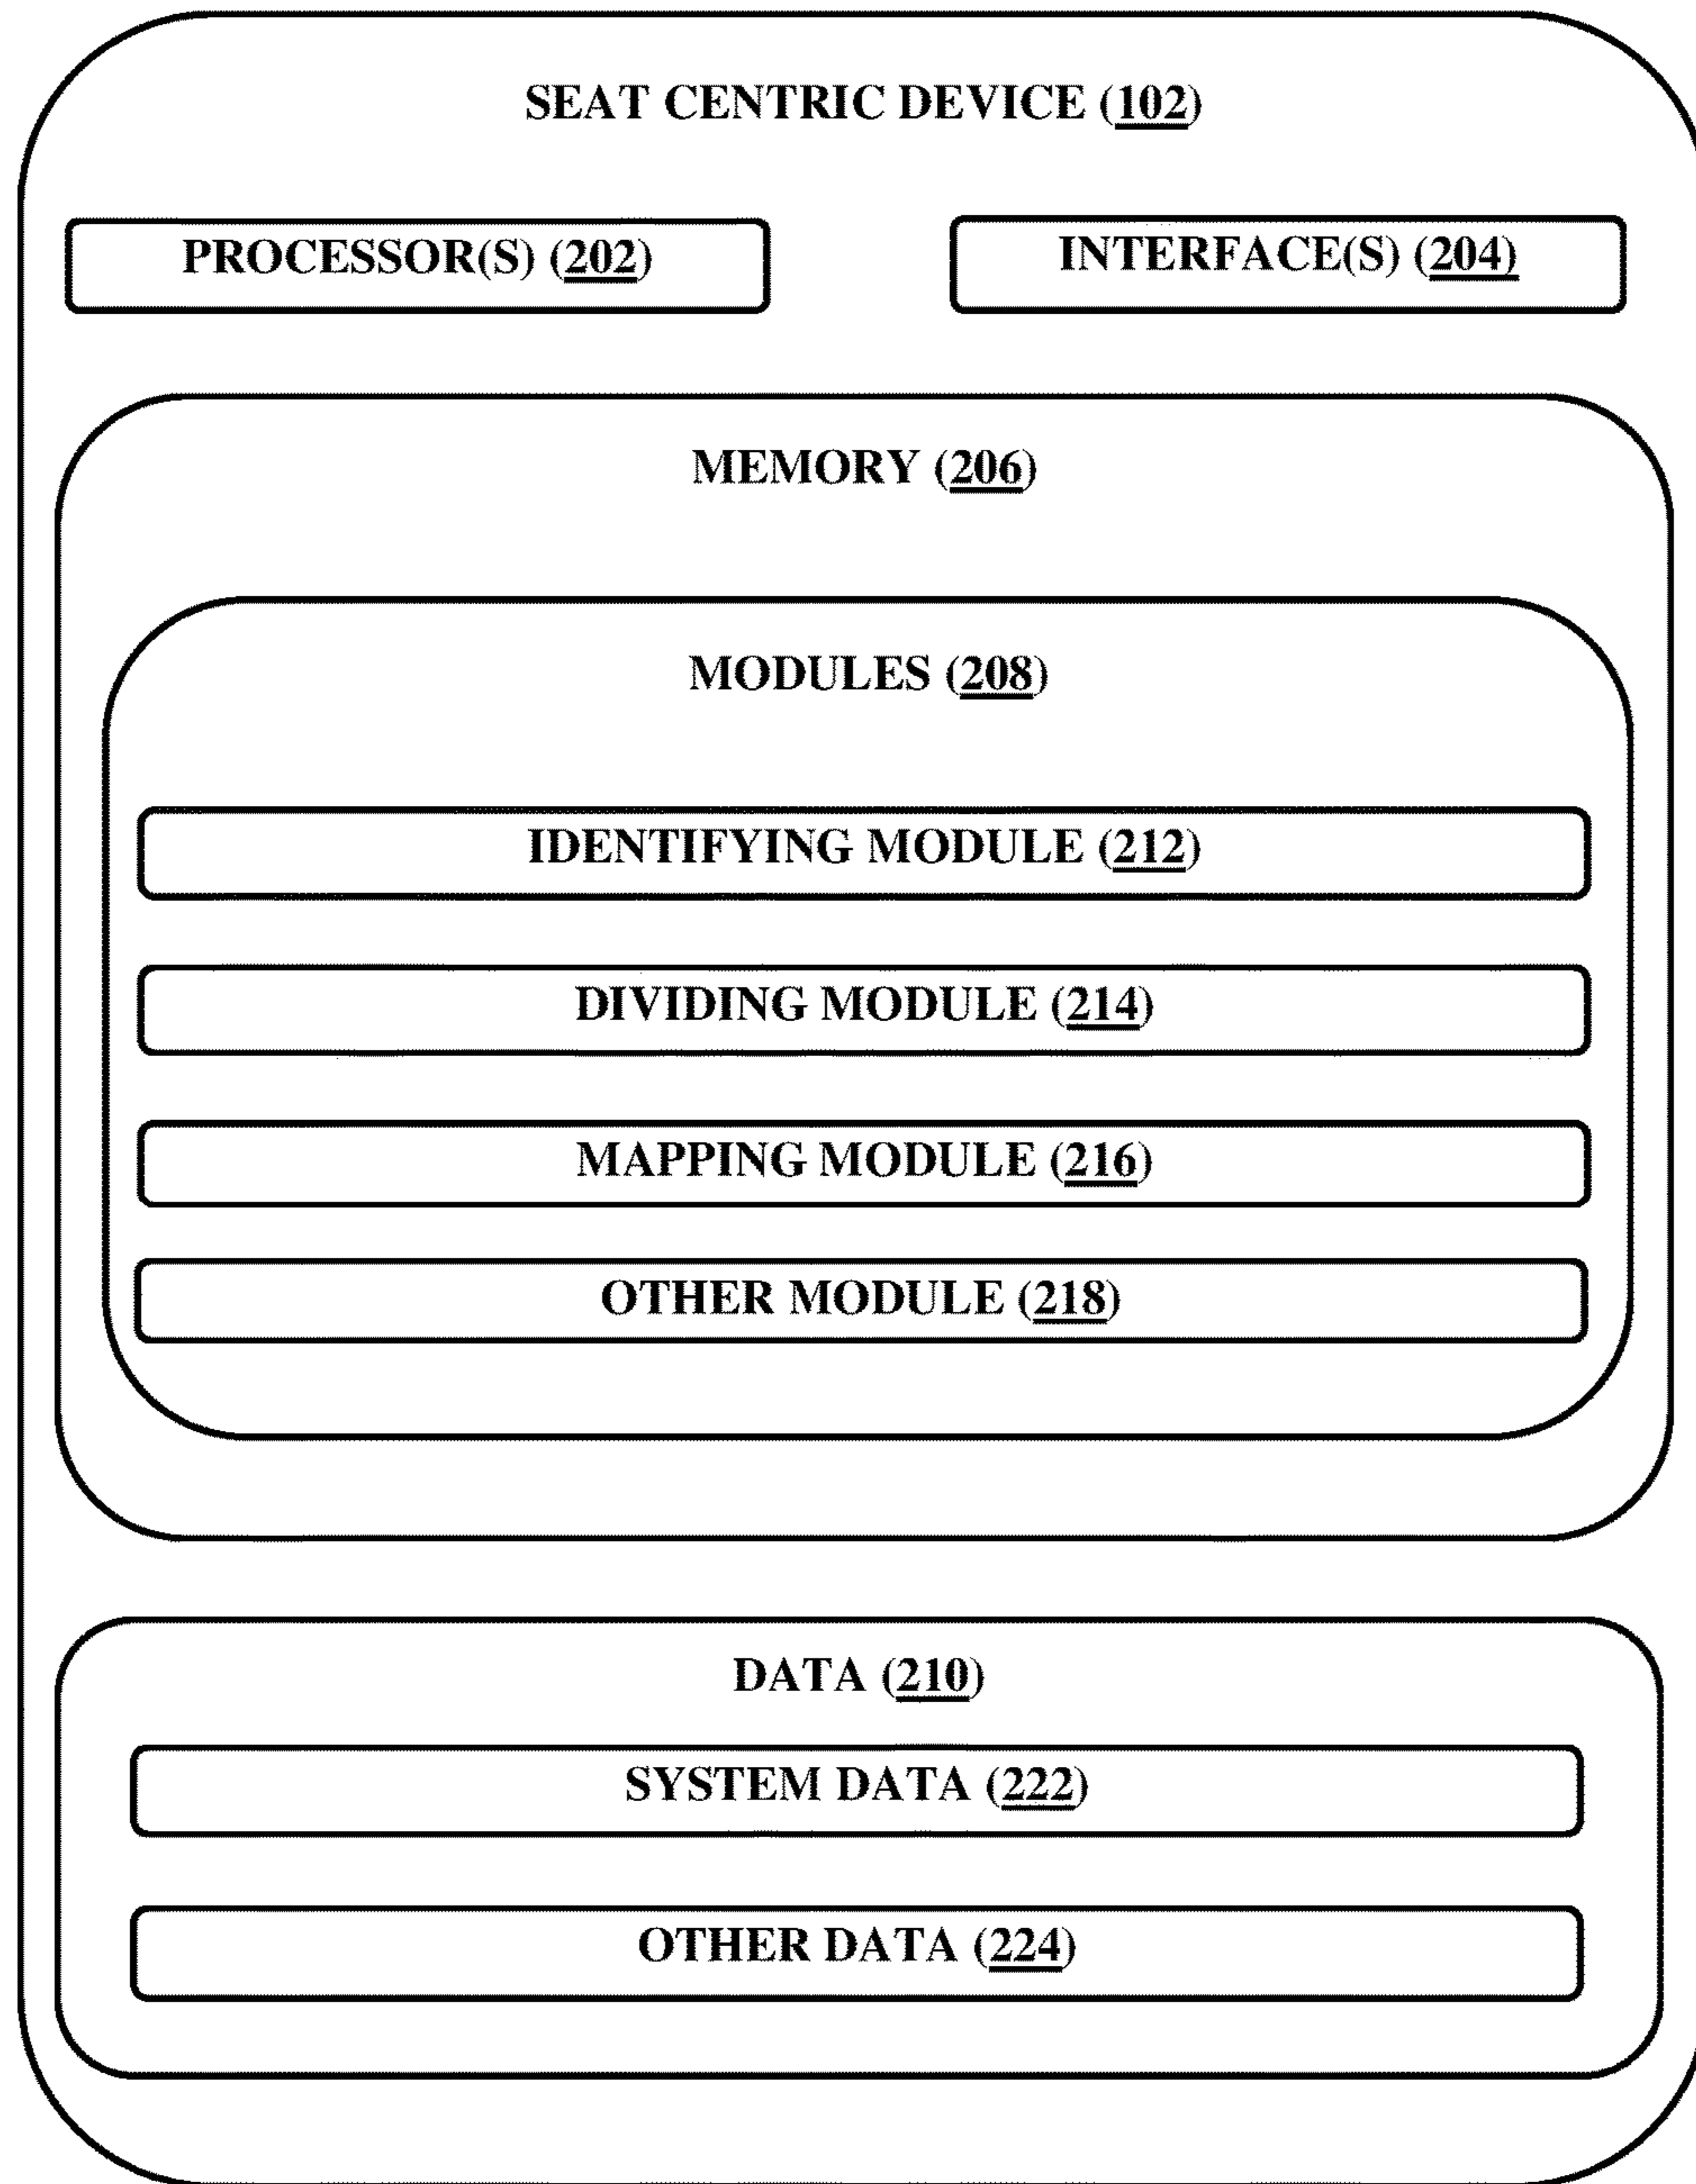 SEAT CENTRIC DEVICE (102)
PROCESSOR(S) (202)
INTERFACE(S) (204)
MEMORY (206)
MODULES (208)
IDENTIFYING MODULE (212)
DIVIDING MODULE (214)
MAPPING MODULE (216)
OTHER MODULE (218)
DATA (210)
SYSTEM DATA (222)
OTHER DATA (224)